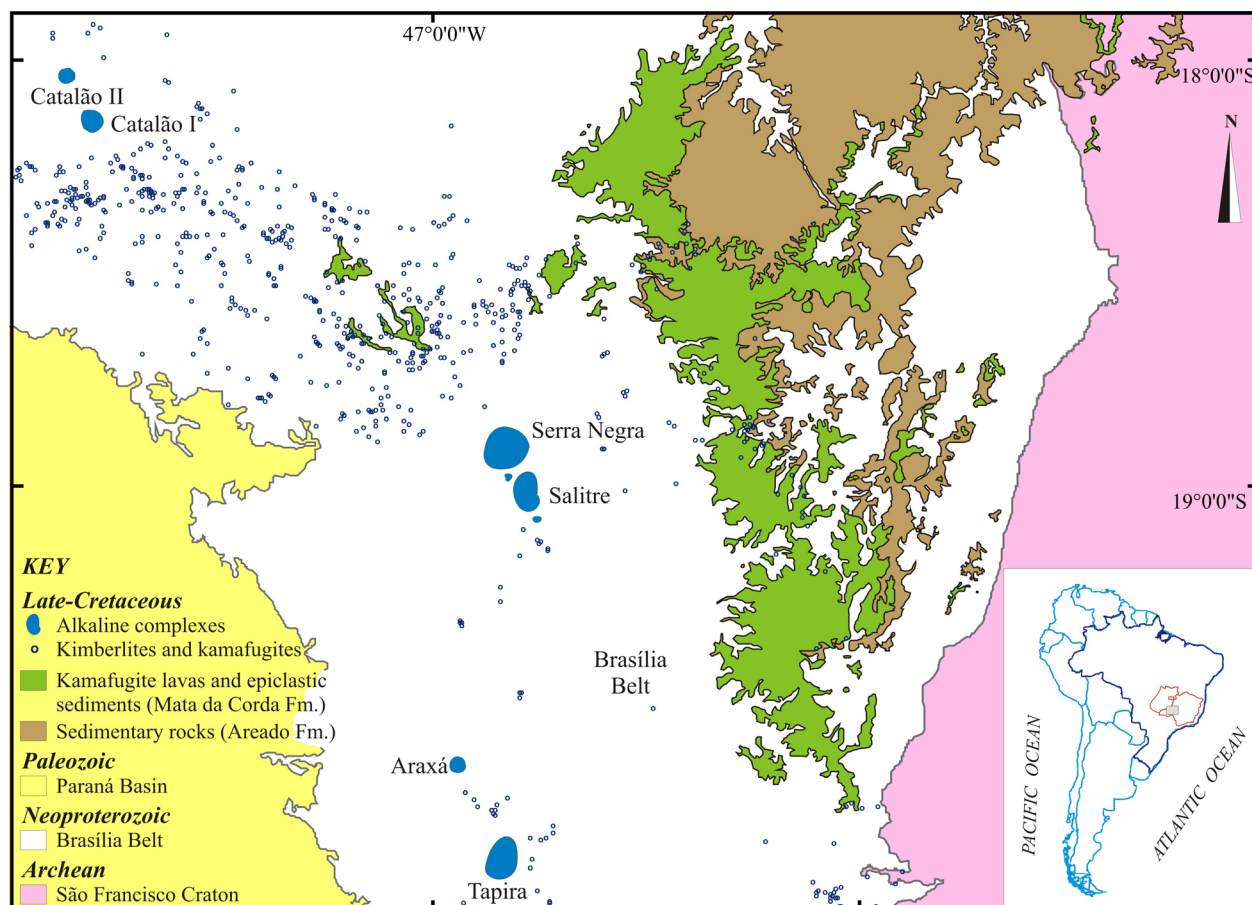 47°0'0"W
18°0'0"S
Catalão II
Catalão I
N
Serra Negra
Salitre
19°0'0"S
Brasília
Belt
Araxá
Tapira
KEY
Late-Cretaceous
Alkaline complexes
Kimberlites and kamafugites
Kamafugite lavas and epiclastic
sediments (Mata da Corda Fm.)
Sedimentary rocks (Areado Fm.)
Paleozoic
Paraná Basin
Neoproterozoic
Brasília Belt
Archean
São Francisco Craton
PACIFIC OCEAN
ATLANTIC OCEAN